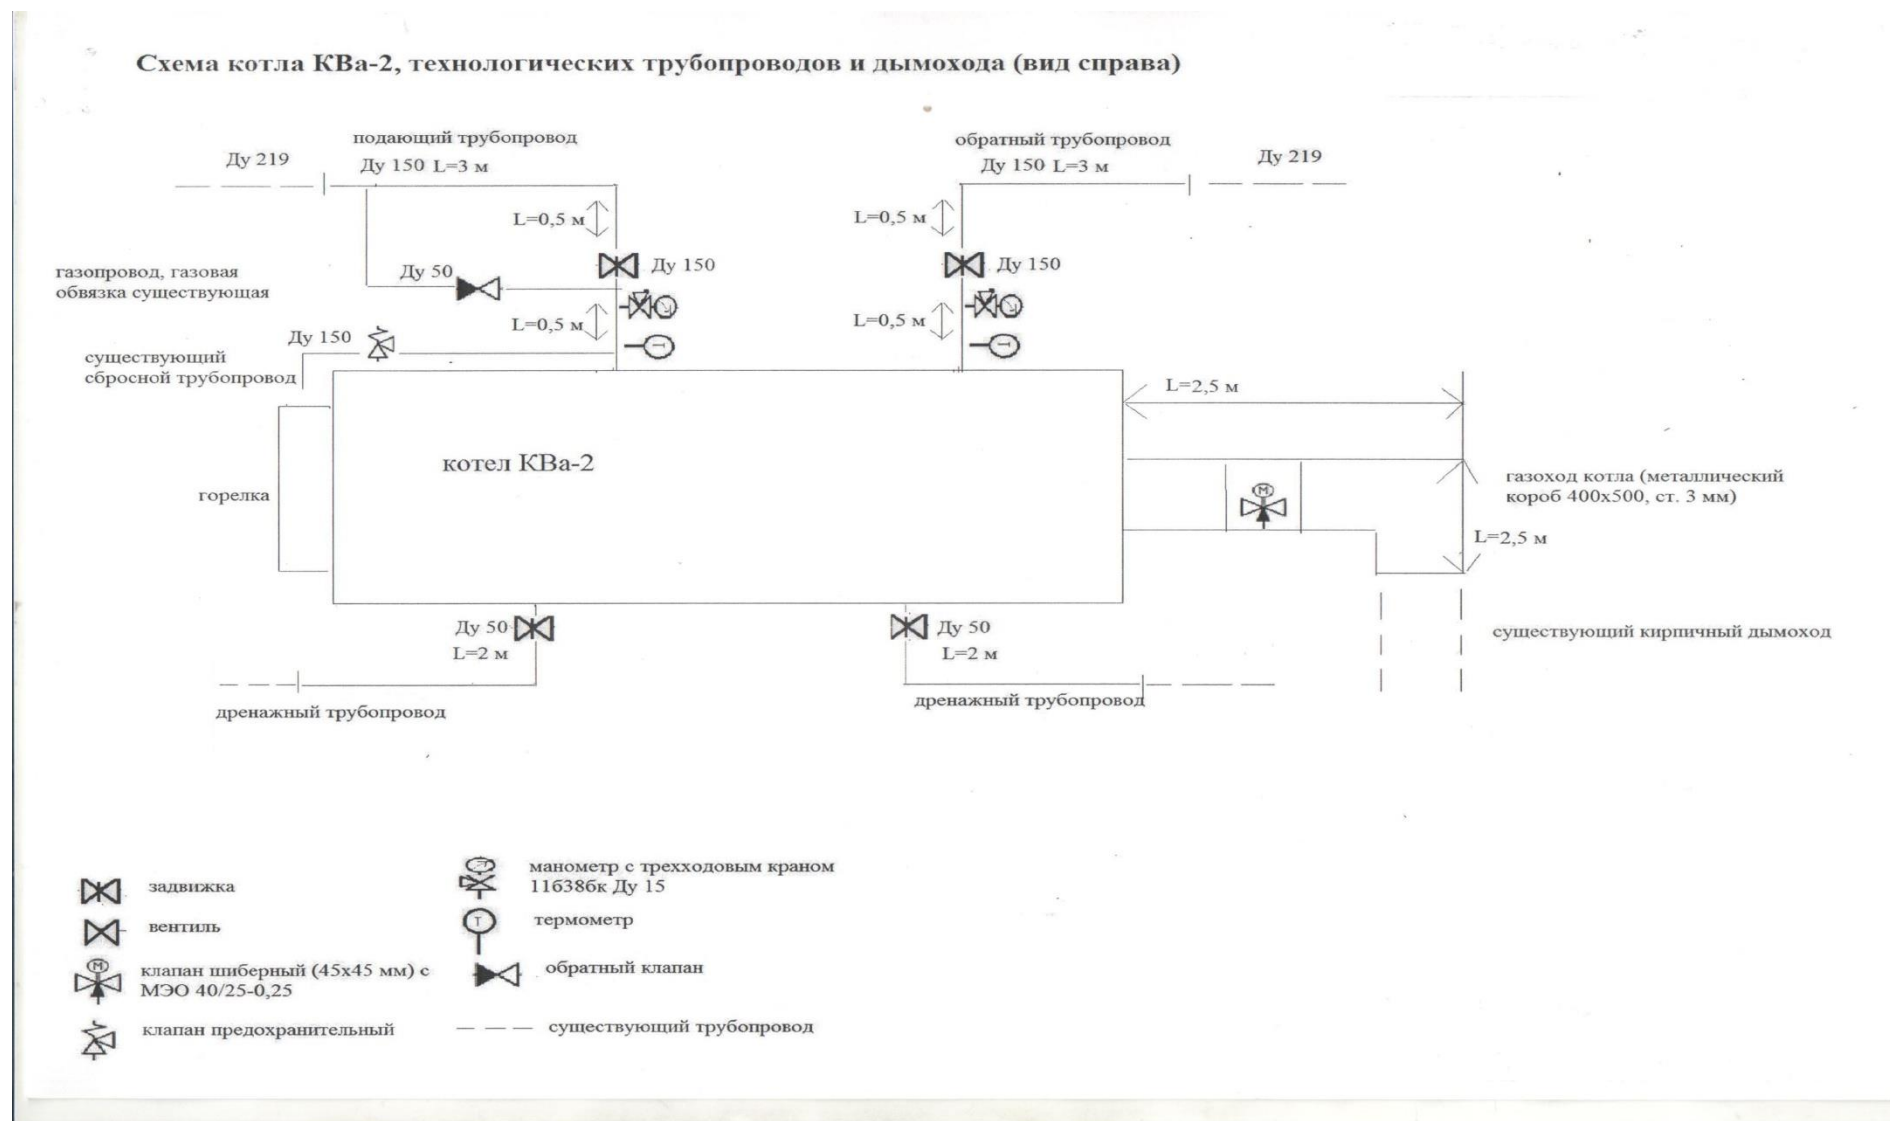 Схема котла КВа-2, технологических трубопроводов и дымохода (вид справа)
подающий трубопровод
обратный трубопровод
Ду 219
Ду 150 L=3 м
Ду 150 L=3 м
Ду 219
L=0,5 м
L=0,5 м
газопровод, газовая
обвязка существующая
Ду 50
Ду 150
Ду 150
L=0,5 м
L=0,5 м
Ду 150
существующий
сбросной трубопровод
L=2,5 м
котел КВа-2
горелка
М
газоход котла (металлический
короб 400х500, ст. 3 мм)
L=2,5 м
Ду 50
L=2 м
Ду 50
L=2 м
существующий кирпичный дымоход
дренажный трубопровод
дренажный трубопровод
задвижка
манометр с трехходовым краном
11б38бк Ду 15
вентиль
Т
термометр
М
клапан шиберный (45х45 мм) с
МЭО 40/25-0,25
обратный клапан
клапан предохранительный
существующий трубопровод